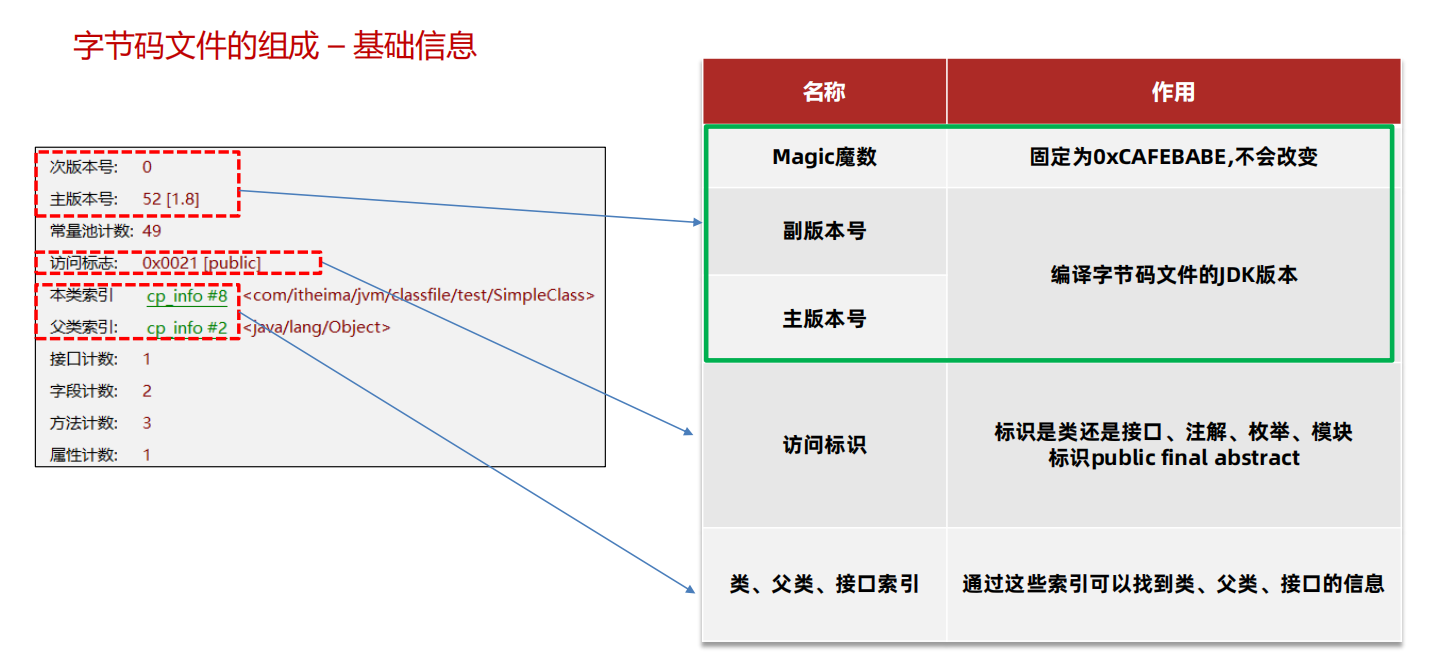 字节码文件的组成 – 基础信息
次版本号: 0
主版本号: 52 [1.8]
常量池计数: 49
访问标志: 0x0021 [public]
本类索引 cp_info #8 <com/itheima/jvm/classfile/test/SimpleClass>
父类索引: cp_info #2 <java/lang/Object>
接口计数: 1
字段计数: 2
方法计数: 3
属性计数: 1
名称 作用
Magic魔数 固定为0xCAFEBABE,不会改变
副版本号
编译字节码文件的JDK版本
主版本号
访问标识
标识是类还是接口、注解、枚举、模块
标识public final abstract
类、父类、接口索引 通过这些索引可以找到类、父类、接口的信息